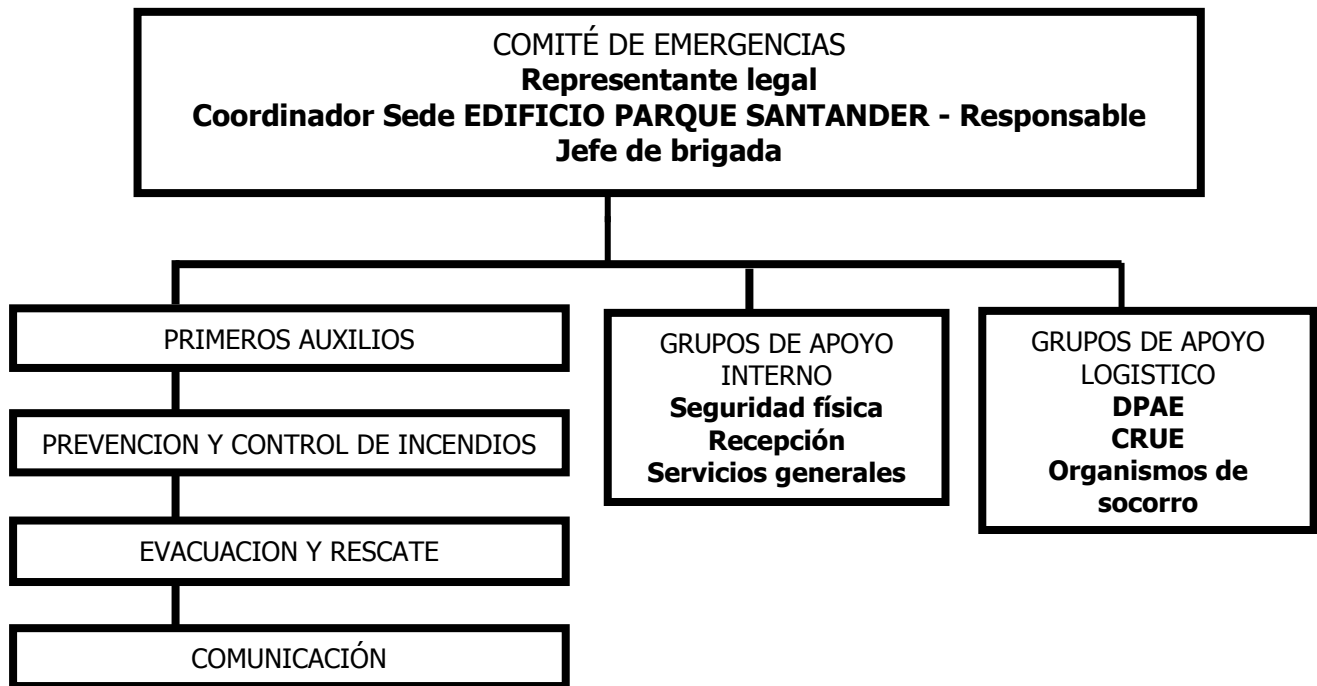 COMITÉ DE EMERGENCIAS
Representante legal
Coordinador Sede EDIFICIO PARQUE SANTANDER - Responsable
Jefe de brigada
PRIMEROS AUXILIOS
PREVENCION Y CONTROL DE INCENDIOS
EVACUACION Y RESCATE
COMUNICACIÓN
GRUPOS DE APOYO
INTERNO
Seguridad física
Recepción
Servicios generales
GRUPOS DE APOYO
LOGISTICO
DPAE
CRUE
Organismos de
socorro